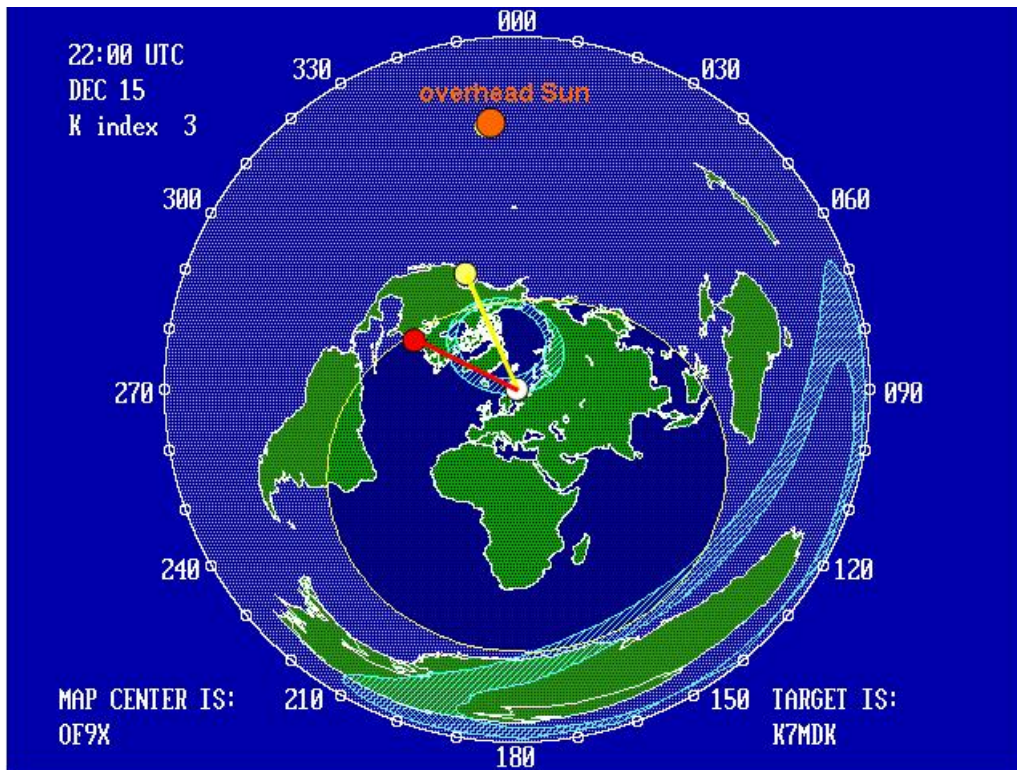 22:00 UTC
DEC 15
K index 3
000
030
060
090
120
150
180
210
240
270
300
330
overhead Sun
MAP CENTER IS:
OF9X
TARGET IS:
K7MDK